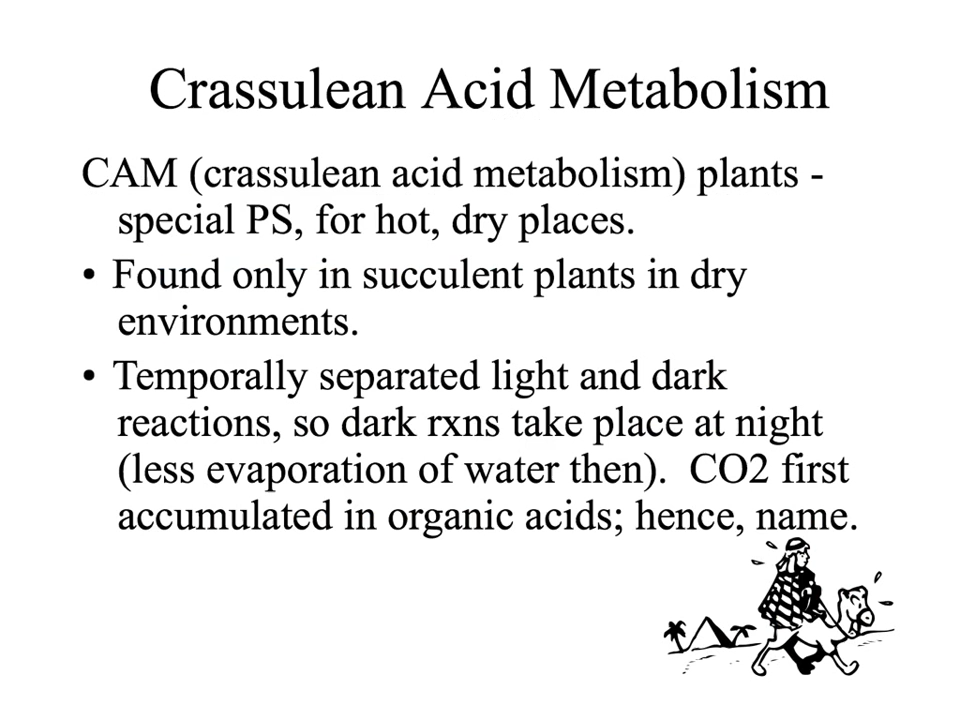 Crassulean Acid Metabolism
CAM (crassulean acid metabolism) plants -
special PS, for hot, dry places.
• Found only in succulent plants in dry
environments.
• Temporally separated light and dark
reactions, so dark rxns take place at night
(less evaporation of water then).  CO2 first
accumulated in organic acids; hence, name.